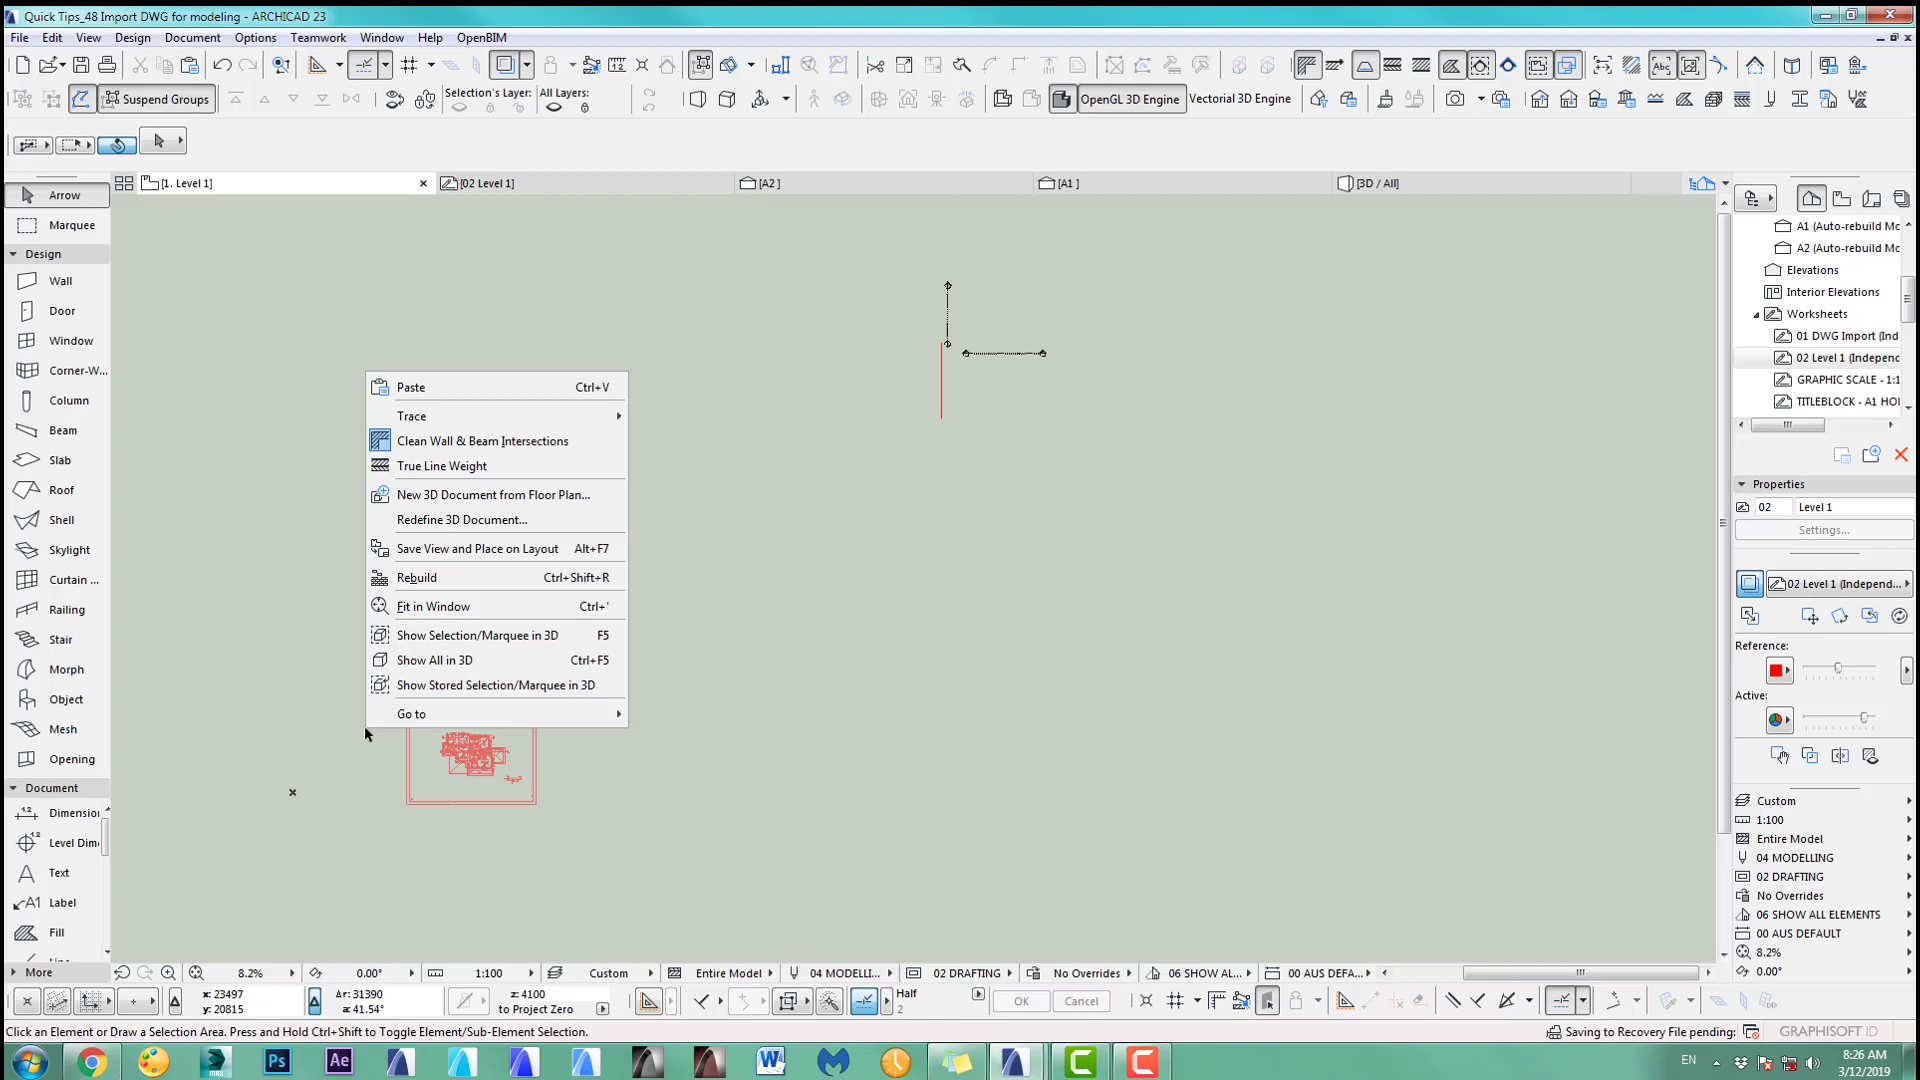 Quick Tips_48 Import DWG for modeling - ARCHICAD 23
File Edit View Design Document Options Teamwork Window Help OpenBIM
Suspend Groups
Selection's Layer:
All Layers:
OpenGL 3D Engine
Vectorial 3D Engine
[1. Level 1]
[02 Level 1]
[A2 ]
[A1 ]
[3D / All]
Arrow
Marquee
Design
Wall
Door
Window
Corner-W...
Column
Beam
Slab
Roof
Shell
Skylight
Curtain ...
Railing
Stair
Morph
Object
Mesh
Opening
Document
Dimensio
Level Dim
Text
Label
Fill
More
Paste Ctrl+V
Trace
Clean Wall & Beam Intersections
True Line Weight
New 3D Document from Floor Plan...
Redefine 3D Document...
Save View and Place on Layout Alt+F7
Rebuild Ctrl+Shift+R
Fit in Window Ctrl+'
Show Selection/Marquee in 3D F5
Show All in 3D Ctrl+F5
Show Stored Selection/Marquee in 3D
Go to
A1 (Auto-rebuild Mc
A2 (Auto-rebuild Mc
Elevations
Interior Elevations
Worksheets
01 DWG Import (Ind
02 Level 1 (Independ
GRAPHIC SCALE - 1:1
TITLEBLOCK - A1 HO
Properties
02 Level 1
Settings...
02 Level 1 (Independ...
Reference:
Active:
Custom
1:100
Entire Model
04 MODELLING
02 DRAFTING
No Overrides
06 SHOW ALL ELEMENTS
00 AUS DEFAULT
8.2%
0.00°
8.2% 0.00° 1:100 Custom Entire Model 04 MODELLI... 02 DRAFTING No Overrides 06 SHOW AL... 00 AUS DEFA...
x: 23497
y: 20815
Δr: 31390
a: 41.54°
z: 4100
to Project Zero
Half
2
OK
Cancel
Click an Element or Draw a Selection Area. Press and Hold Ctrl+Shift to Toggle Element/Sub-Element Selection.
Saving to Recovery File pending:
GRAPHISOFT ID
EN
8:26 AM
3/12/2019